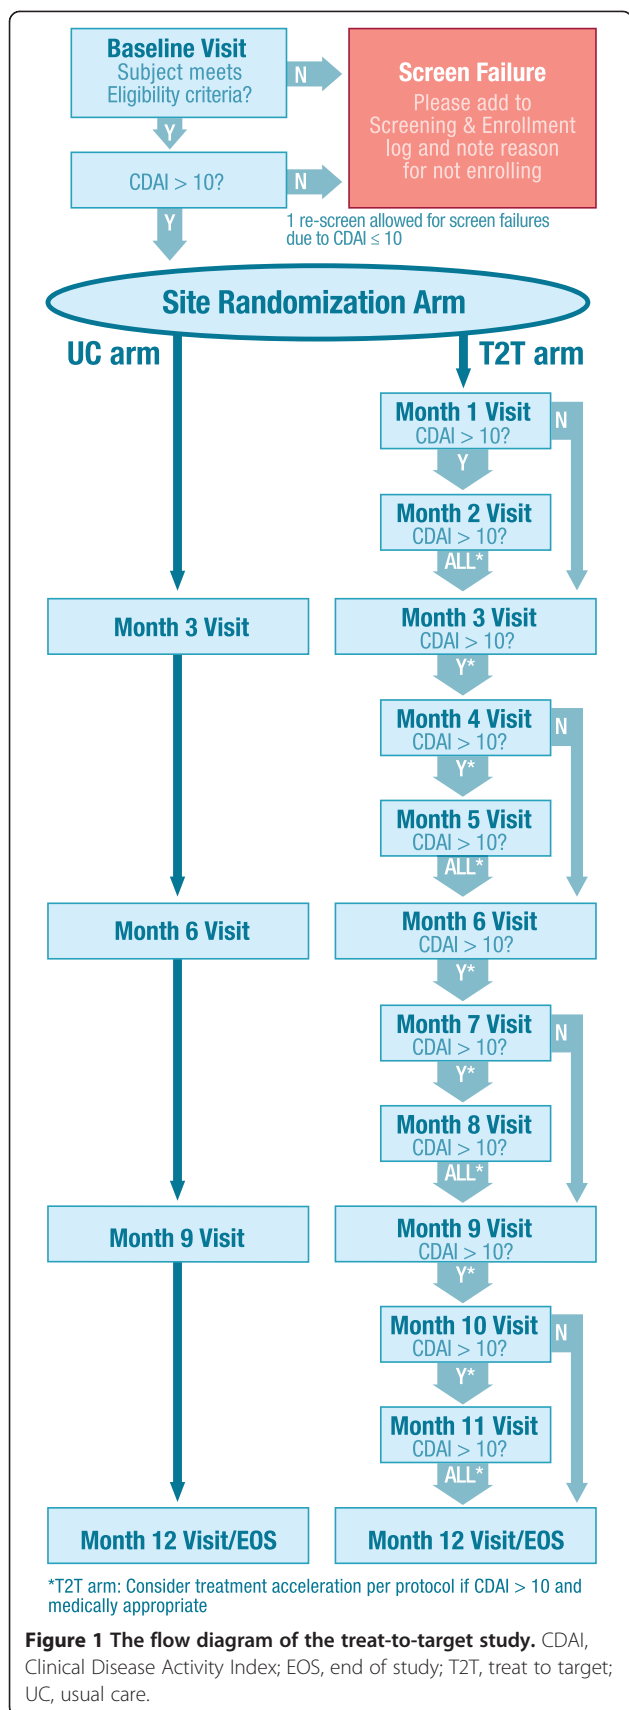 Baseline Visit
Subject meets
Eligibility criteria?
N
Screen Failure
Please add to
Screening & Enrollment
log and note reason
for not enrolling
Y
CDAI > 10?
N
Y
1 re-screen allowed for screen failures
due to CDAI ≤ 10
Site Randomization Arm
UC arm
T2T arm
Month 1 Visit
CDAI > 10?
N
Y
Month 2 Visit
CDAI > 10?
ALL*
Month 3 Visit
Month 3 Visit
CDAI > 10?
Y*
Month 4 Visit
CDAI > 10?
N
Y*
Month 5 Visit
CDAI > 10?
ALL*
Month 6 Visit
Month 6 Visit
CDAI > 10?
Y*
Month 7 Visit
CDAI > 10?
N
Y*
Month 8 Visit
CDAI > 10?
ALL*
Month 9 Visit
Month 9 Visit
CDAI > 10?
Y*
Month 10 Visit
CDAI > 10?
N
Y*
Month 11 Visit
CDAI > 10?
ALL*
Month 12 Visit/EOS
Month 12 Visit/EOS
*T2T arm: Consider treatment acceleration per protocol if CDAI > 10 and
medically appropriate
Figure 1 The flow diagram of the treat-to-target study. CDAI,
Clinical Disease Activity Index; EOS, end of study; T2T, treat to target;
UC, usual care.